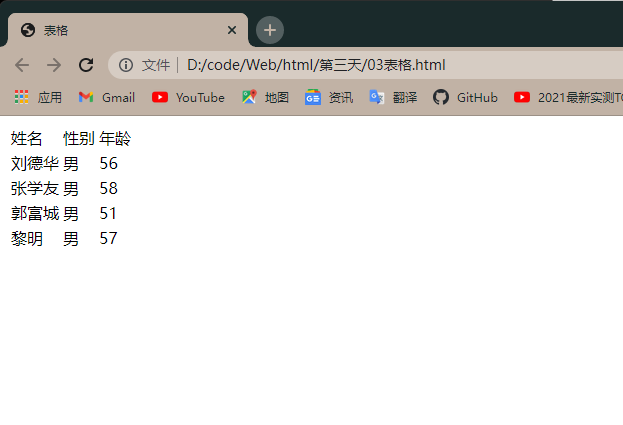 表格
文件 D:/code/Web/html/第三天/03表格.html
应用 Gmail YouTube 地图 资讯 翻译 GitHub 2021最新实测TO
姓名 性别 年龄
刘德华 男 56
张学友 男 58
郭富城 男 51
黎明 男 57